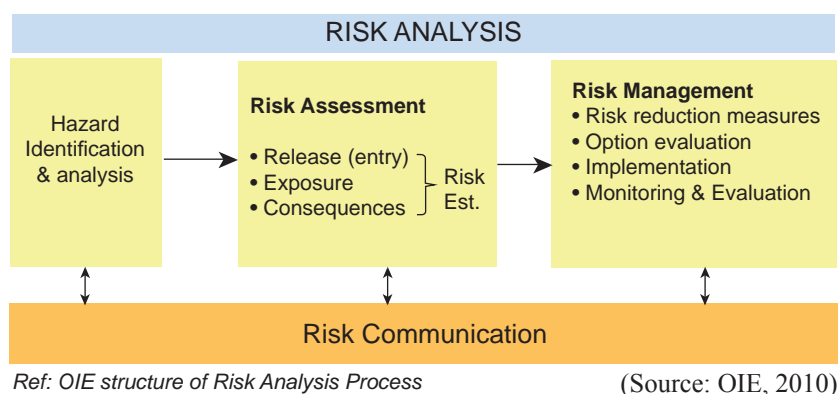 RISK ANALYSIS
Hazard
Identification
& analysis
Risk Assessment
• Release (entry)
• Exposure
• Consequences
Risk
Est.
Risk Management
• Risk reduction measures
• Option evaluation
• Implementation
• Monitoring & Evaluation
Risk Communication
Ref: OIE structure of Risk Analysis Process
(Source: OIE, 2010)